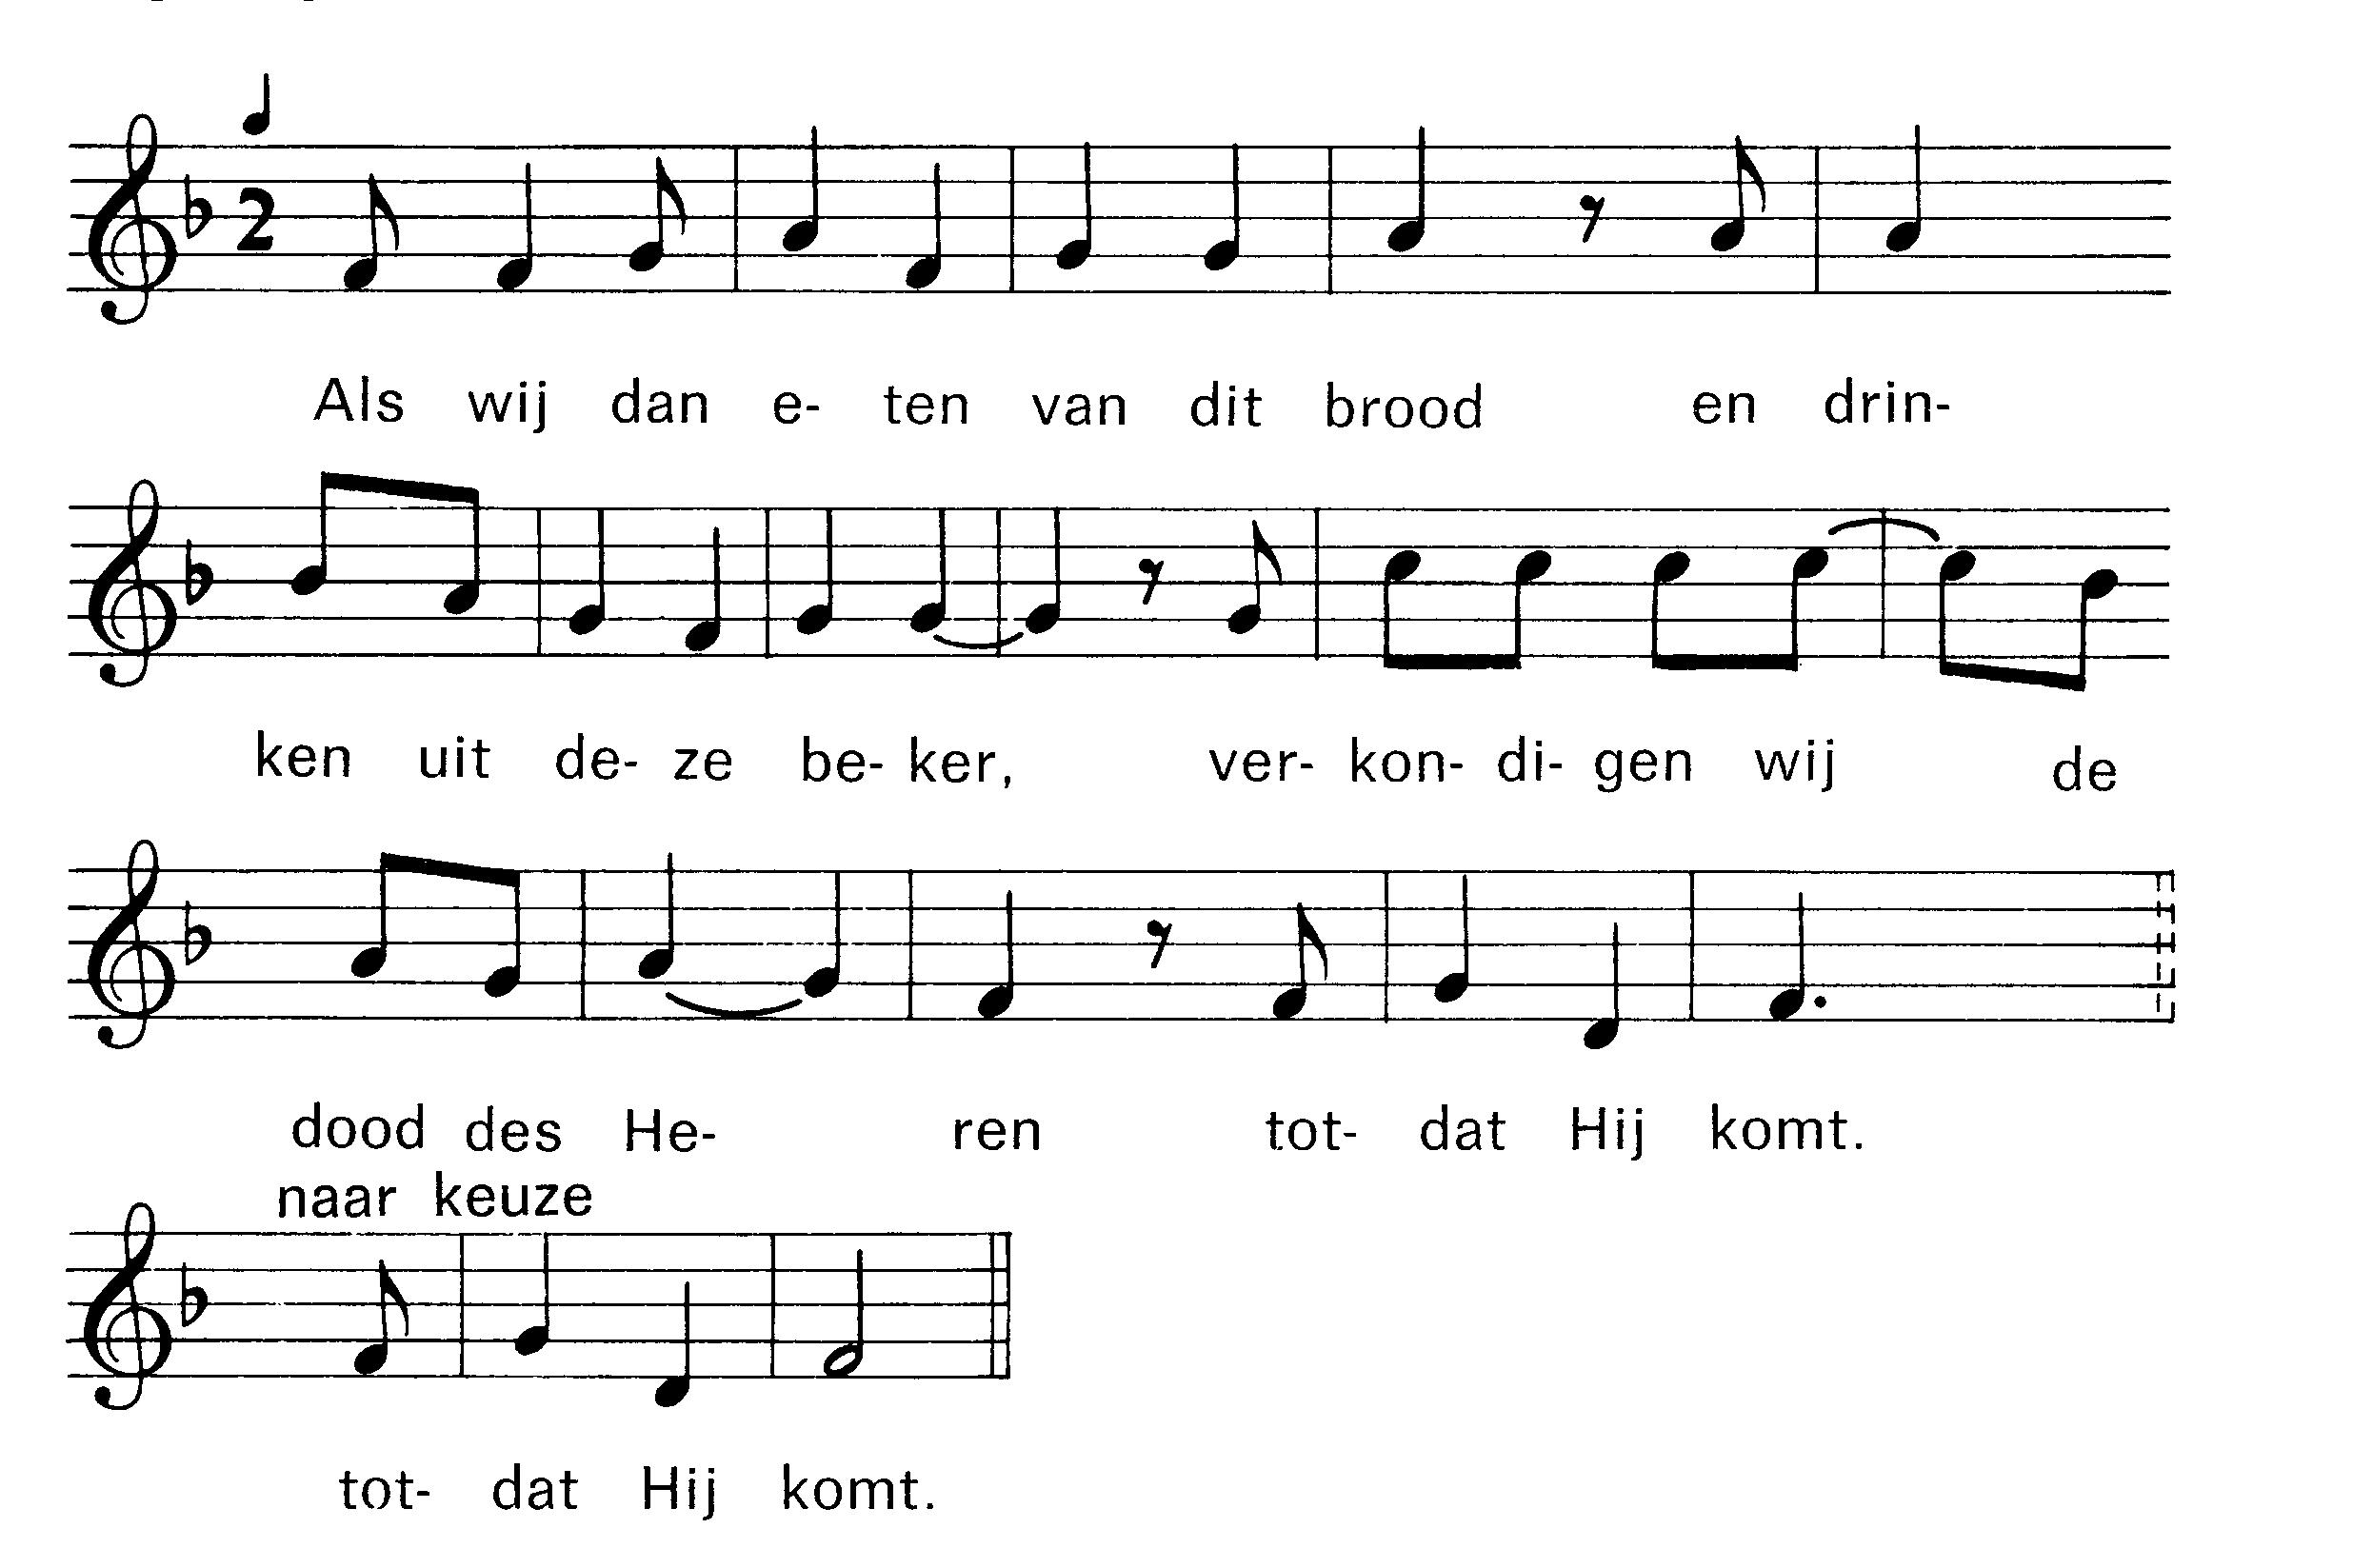 2
Als wij dan e- ten van dit brood en drin-
ken uit de- ze be- ker, ver- kon- di- gen wij de
dood des He- ren tot- dat Hij komt.
naar keuze
tot- dat Hij komt.